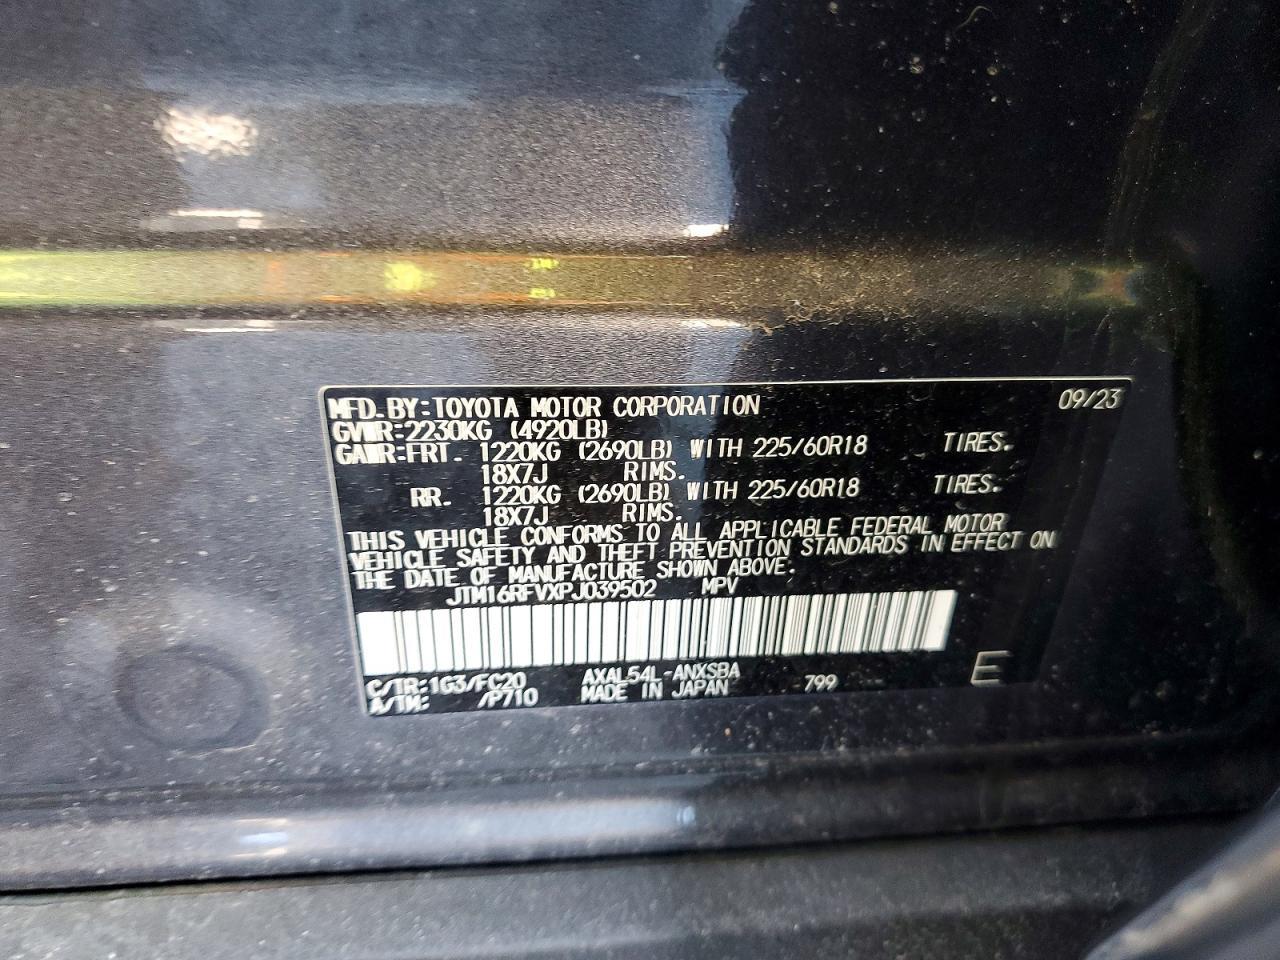 MFD. BY: TOYOTA MOTOR CORPORATION 09/23
GVWR: 2230KG (4920LB)
GAWR: FRT. 1220KG (2690LB) WITH 225/60R18 TIRES.
18X7J RIMS.
RR. 1220KG (2690LB) WITH 225/60R18 TIRES.
18X7J RIMS.
THIS VEHICLE CONFORMS TO ALL APPLICABLE FEDERAL MOTOR
VEHICLE SAFETY AND THEFT PREVENTION STANDARDS IN EFFECT ON
THE DATE OF MANUFACTURE SHOWN ABOVE.
JTM16RFVXPJ039502 MPV
C/TR: 1G3/FC20 AXAL54L-ANXSBA
A/TM: /P710 MADE IN JAPAN 799 E